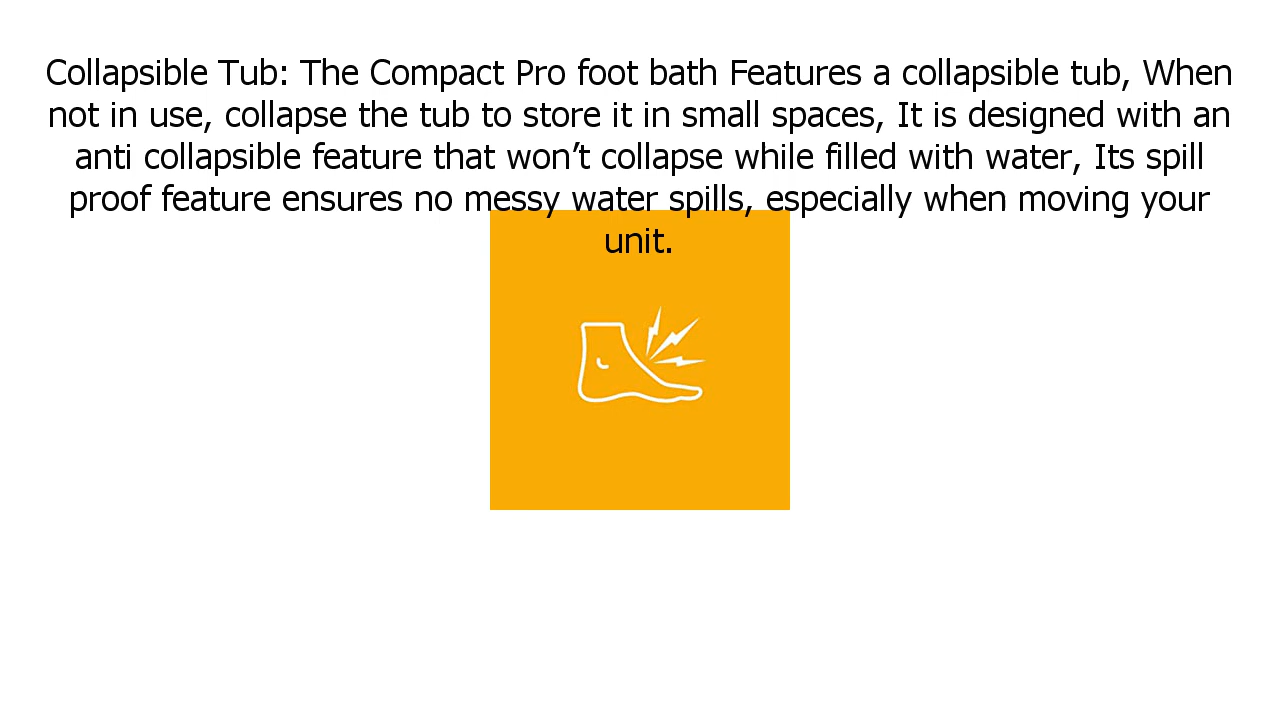 Collapsible Tub: The Compact Pro foot bath Features a collapsible tub, When
not in use, collapse the tub to store it in small spaces, It is designed with an
anti collapsible feature that won’t collapse while filled with water, Its spill
proof feature ensures no messy water spills, especially when moving your
unit.